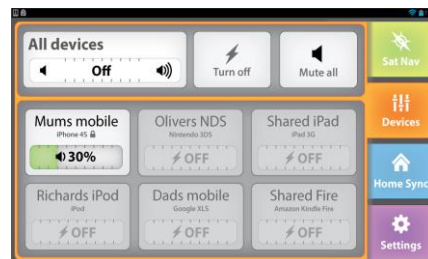 All devices
Off
Turn off
Mute all
Sat Nav
Devices
Home Sync
Settings
Mums mobile
iPhone 4S
30%
Olivers NDS
Nintendo 3DS
OFF
Shared iPad
iPad 3G
OFF
Richards iPod
iPod
OFF
Dads mobile
Google XLS
OFF
Shared Fire
Amazon Kindle Fire
OFF